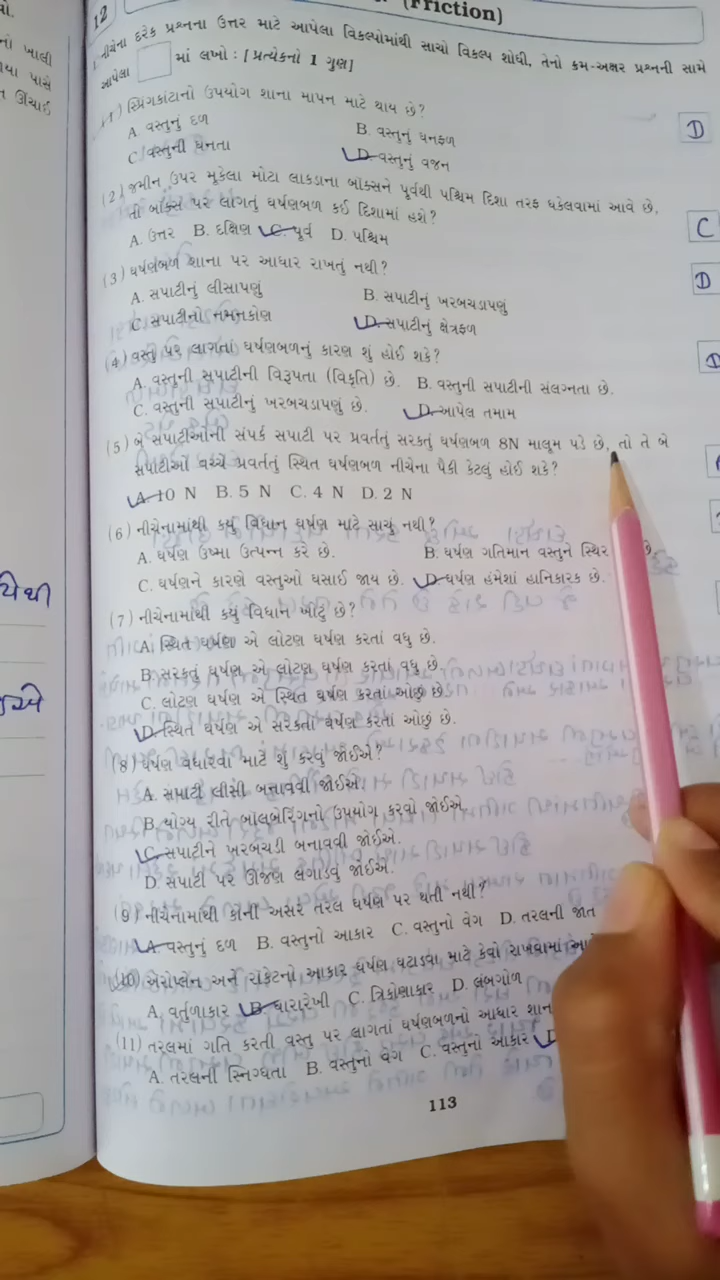 12
(Friction)
નીચેના દરેક પ્રશ્નના ઉત્તર માટે આપેલા વિકલ્પોમાંથી સાચો વિકલ્પ શોધી, તેનો ક્રમ-અક્ષર પ્રશ્નની સામે
આપેલા માં લખો : [પ્રત્યેકનો 1 ગુણ]
(1) સ્પ્રિંગકાંટાનો ઉપયોગ શાના માપન માટે થાય છે?
A. વસ્તુનું દળ B. વસ્તુનું ઘનફળ D
C વસ્તુની ઘનતા D. વસ્તુનું વજન
(2) જમીન ઉપર મૂકેલા મોટા લાકડાના બૉક્સને પૂર્વથી પશ્ચિમ દિશા તરફ ધકેલવામાં આવે છે,
તો બૉક્સ પર લાગતું ઘર્ષણબળ કઈ દિશામાં હશે? C
A. ઉત્તર B. દક્ષિણ C. પૂર્વ D. પશ્ચિમ
(3) ઘર્ષણબળ શાના પર આધાર રાખતું નથી? D
A. સપાટીનું લીસાપણું B. સપાટીનું ખરબચડાપણું
C. સપાટીનો નમનકોણ D. સપાટીનું ક્ષેત્રફળ
(4) વસ્તુ પર લાગતાં ઘર્ષણબળનું કારણ શું હોઈ શકે? D
A. વસ્તુની સપાટીની વિરૂપતા (વિકૃતિ) છે. B. વસ્તુની સપાટીની સંલગ્નતા છે.
C. વસ્તુની સપાટીનું ખરબચડાપણું છે. D. આપેલ તમામ
(5) બે સપાટીઓની સંપર્ક સપાટી પર પ્રવર્તતું સરકતું ઘર્ષણબળ 8N માલૂમ પડે છે, તો તે બે
સપાટીઓ વચ્ચે પ્રવર્તતું સ્થિત ઘર્ષણબળ નીચેના પૈકી કેટલું હોઈ શકે?
A. 10 N B. 5 N C. 4 N D. 2 N
(6) નીચેનામાંથી કયું વિધાન ઘર્ષણ માટે સાચું નથી?
A. ઘર્ષણ ઉષ્મા ઉત્પન્ન કરે છે. B. ઘર્ષણ ગતિમાન વસ્તુને સ્થિર છે.
C. ઘર્ષણને કારણે વસ્તુઓ ઘસાઈ જાય છે. D. ઘર્ષણ હંમેશાં હાનિકારક છે.
(7) નીચેનામાંથી કયું વિધાન ખોટું છે?
A. સ્થિત ઘર્ષણ એ લોટણ ઘર્ષણ કરતાં વધુ છે.
B. સરકતું ઘર્ષણ એ લોટણ ઘર્ષણ કરતાં વધુ છે.
C. લોટણ ઘર્ષણ એ સ્થિત ઘર્ષણ કરતાં ઓછું છે.
D. સ્થિત ઘર્ષણ એ સરકતા ઘર્ષણ કરતાં ઓછું છે.
(8) ઘર્ષણ વધારવા માટે શું કરવું જોઈએ?
A. સપાટી લીસી બનાવવી જોઈએ.
B. યોગ્ય રીતે બૉલબેરિંગનો ઉપયોગ કરવો જોઈએ.
C. સપાટીને ખરબચડી બનાવવી જોઈએ.
D. સપાટી પર ઊંજણ લગાડવું જોઈએ.
(9) નીચેનામાંથી કોની અસર તરલ ઘર્ષણ પર થતી નથી?
A. વસ્તુનું દળ B. વસ્તુનો આકાર C. વસ્તુનો વેગ D. તરલની જાત
(10) ઍરોપ્લેન અને રૉકેટનો આકાર ઘર્ષણ ઘટાડવા માટે કેવો રાખવામાં
A. વર્તુળાકાર B. ધારારેખી C. ત્રિકોણાકાર D. લંબગોળ
(11) તરલમાં ગતિ કરતી વસ્તુ પર લાગતાં ઘર્ષણબળનો આધાર
A. તરલની સ્નિગ્ધતા B. વસ્તુનો વેગ C. વસ્તુનો આકાર D
113